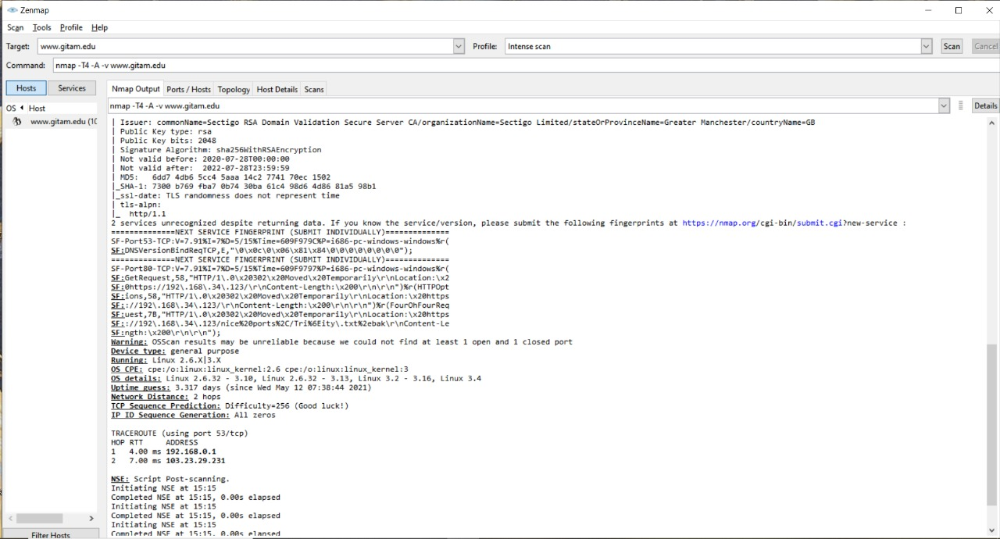 Zenmap
Scan Tools Profile Help
Target: www.gitam.edu Profile: Intense scan Scan Cancel
Command: nmap -T4 -A -v www.gitam.edu
Hosts Services Nmap Output Ports / Hosts Topology Host Details Scans
OS Host nmap -T4 -A -v www.gitam.edu Details
www.gitam.edu (10
| Issuer: commonName=Sectigo RSA Domain Validation Secure Server CA/organizationName=Sectigo Limited/stateOrProvinceName=Greater Manchester/countryName=GB
| Public Key type: rsa
| Public Key bits: 2048
| Signature Algorithm: sha256WithRSAEncryption
| Not valid before: 2020-07-28T00:00:00
| Not valid after:  2022-07-28T23:59:59
| MD5:   6dd7 4db6 5cc4 5aaa 14c2 7741 70ec 1502
|_SHA-1: 7300 b769 fba7 0b74 30ba 61c4 98d6 4d86 81a5 98b1
|_ssl-date: TLS randomness does not represent time
| tls-alpn:
|_  http/1.1
2 services unrecognized despite returning data. If you know the service/version, please submit the following fingerprints at https://nmap.org/cgi-bin/submit.cgi?new-service :
==============NEXT SERVICE FINGERPRINT (SUBMIT INDIVIDUALLY)==============
SF-Port53-TCP:V=7.91%I=7%D=5/15%Time=609F979C%P=i686-pc-windows-windows%r(
SF:DNSVersionBindReqTCP,E,"\0\x0c\0\x06\x81\x84\0\0\0\0\0\0\0\0");
==============NEXT SERVICE FINGERPRINT (SUBMIT INDIVIDUALLY)==============
SF-Port80-TCP:V=7.91%I=7%D=5/15%Time=609F9797%P=i686-pc-windows-windows%r(
SF:GetRequest,58,"HTTP/1\.0\x20302\x20Moved\x20Temporarily\r\nLocation:\x2
SF:0https://192\.168\.34\.123/\r\nContent-Length:\x200\r\n\r\n")%r(HTTPOpt
SF:ions,58,"HTTP/1\.0\x20302\x20Moved\x20Temporarily\r\nLocation:\x20https
SF:://192\.168\.34\.123/\r\nContent-Length:\x200\r\n\r\n")%r(FourOhFourReq
SF:uest,7B,"HTTP/1\.0\x20302\x20Moved\x20Temporarily\r\nLocation:\x20https
SF:://192\.168\.34\.123/nice%20ports%2C/Tri%6Eity\.txt%2ebak\r\nContent-Le
SF:ngth:\x200\r\n\r\n");
Warning: OSScan results may be unreliable because we could not find at least 1 open and 1 closed port
Device type: general purpose
Running: Linux 2.6.X|3.X
OS CPE: cpe:/o:linux:linux_kernel:2.6 cpe:/o:linux:linux_kernel:3
OS details: Linux 2.6.32 - 3.10, Linux 2.6.32 - 3.13, Linux 3.2 - 3.16, Linux 3.4
Uptime guess: 3.317 days (since Wed May 12 07:38:44 2021)
Network Distance: 2 hops
TCP Sequence Prediction: Difficulty=256 (Good luck!)
IP ID Sequence Generation: All zeros
TRACEROUTE (using port 53/tcp)
HOP RTT     ADDRESS
1   4.00 ms 192.168.0.1
2   7.00 ms 103.23.29.231
NSE: Script Post-scanning.
Initiating NSE at 15:15
Completed NSE at 15:15, 0.00s elapsed
Initiating NSE at 15:15
Completed NSE at 15:15, 0.00s elapsed
Initiating NSE at 15:15
Completed NSE at 15:15, 0.00s elapsed
Filter Hosts